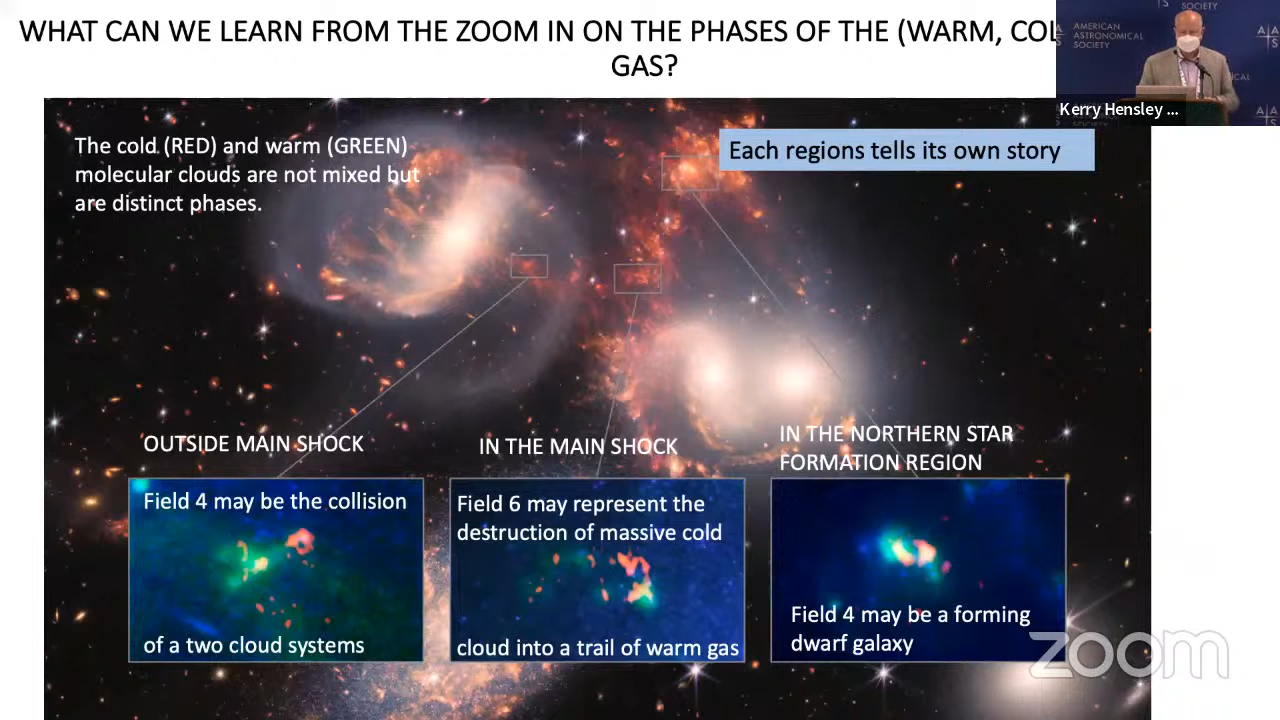 WHAT CAN WE LEARN FROM THE ZOOM IN ON THE PHASES OF THE (WARM,
GAS?
SOCIETY
AMERICAN
ASTRONOMICAL
SOCIETY
Kerry Hensley ...
The cold (RED) and warm (GREEN)
molecular clouds are not mixed but
are distinct phases.
Each regions tells its own story
OUTSIDE MAIN SHOCK
IN THE MAIN SHOCK
IN THE NORTHERN STAR
FORMATION REGION
Field 4 may be the collision
of a two cloud systems
Field 6 may represent the
destruction of massive cold
cloud into a trail of warm gas
Field 4 may be a forming
dwarf galaxy
zoom